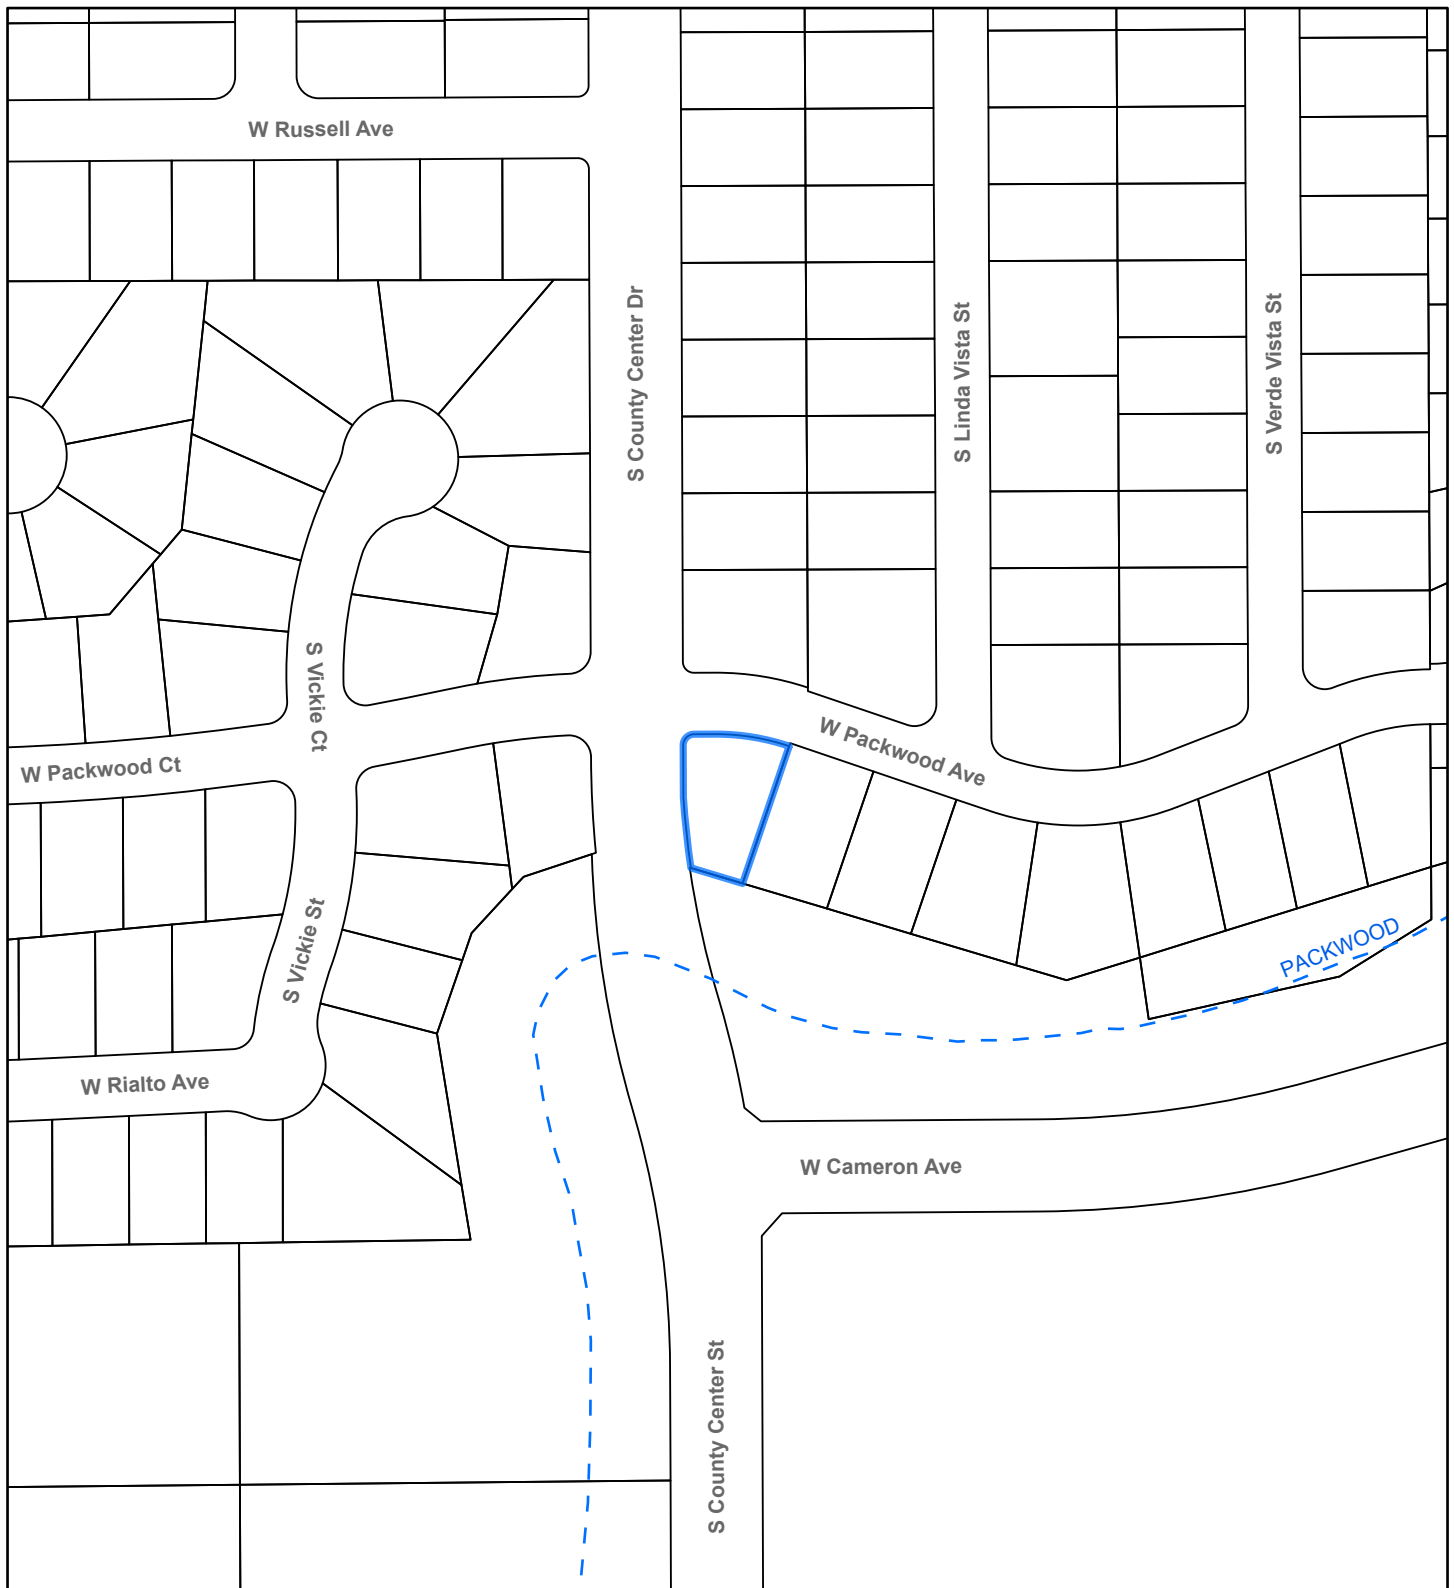 W Russell Ave
S County Center Dr
S Linda Vista St
S Verde Vista St
S Vickie Ct
W Packwood Ct
W Packwood Ave
S Vickie St
PACKWOOD
W Rialto Ave
W Cameron Ave
S County Center St